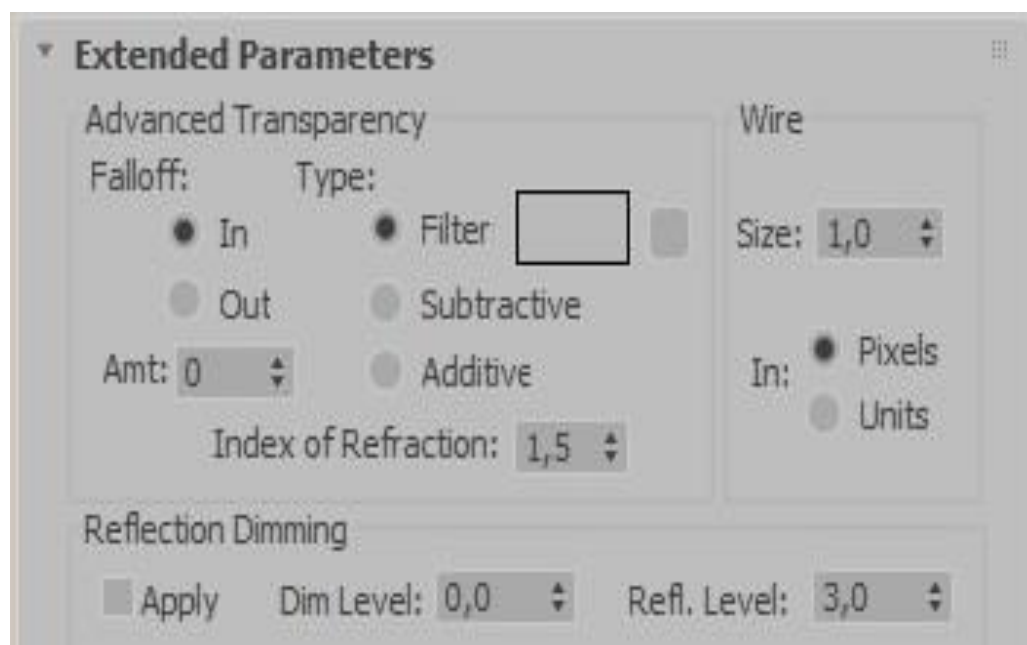 Extended Parameters
Advanced Transparency
Wire
Falloff: Type:
In Filter
Size: 1,0
Out Subtractive
Amt: 0 Additive
In: Pixels
Units
Index of Refraction: 1,5
Reflection Dimming
Apply Dim Level: 0,0 Refl. Level: 3,0